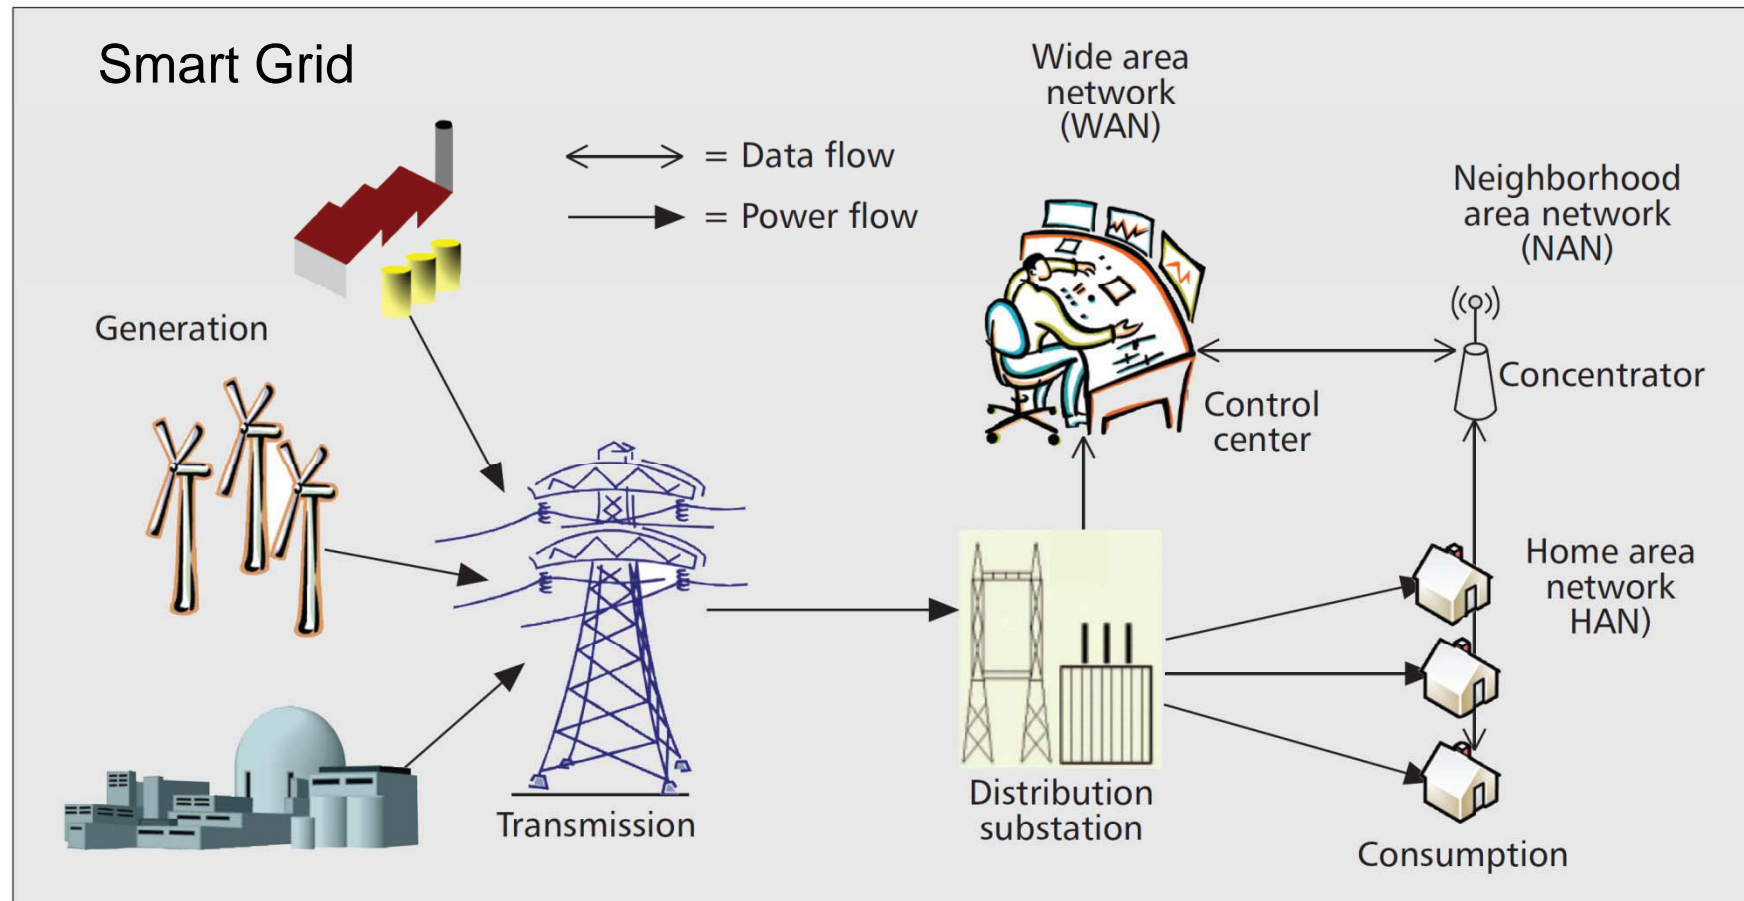 Smart Grid
= Data flow
= Power flow
Wide area
network
(WAN)
Neighborhood
area network
(NAN)
Generation
Concentrator
Control
center
Home area
network
HAN)
Transmission
Distribution
substation
Consumption